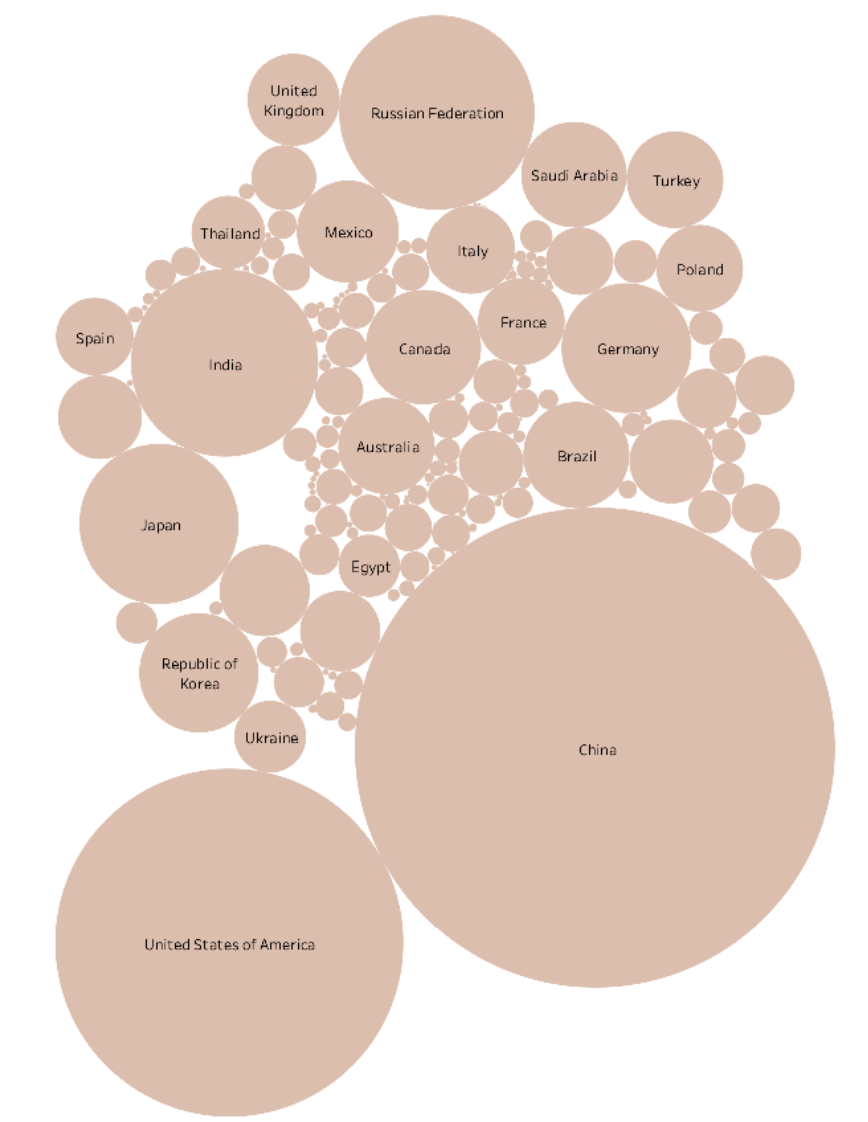 United
Kingdom
Russian Federation
Saudi Arabia
Turkey
Thailand
Mexico
Italy
Poland
Spain
India
Canada
France
Germany
Australia
Brazil
Japan
Egypt
Republic of
Korea
Ukraine
China
United States of America